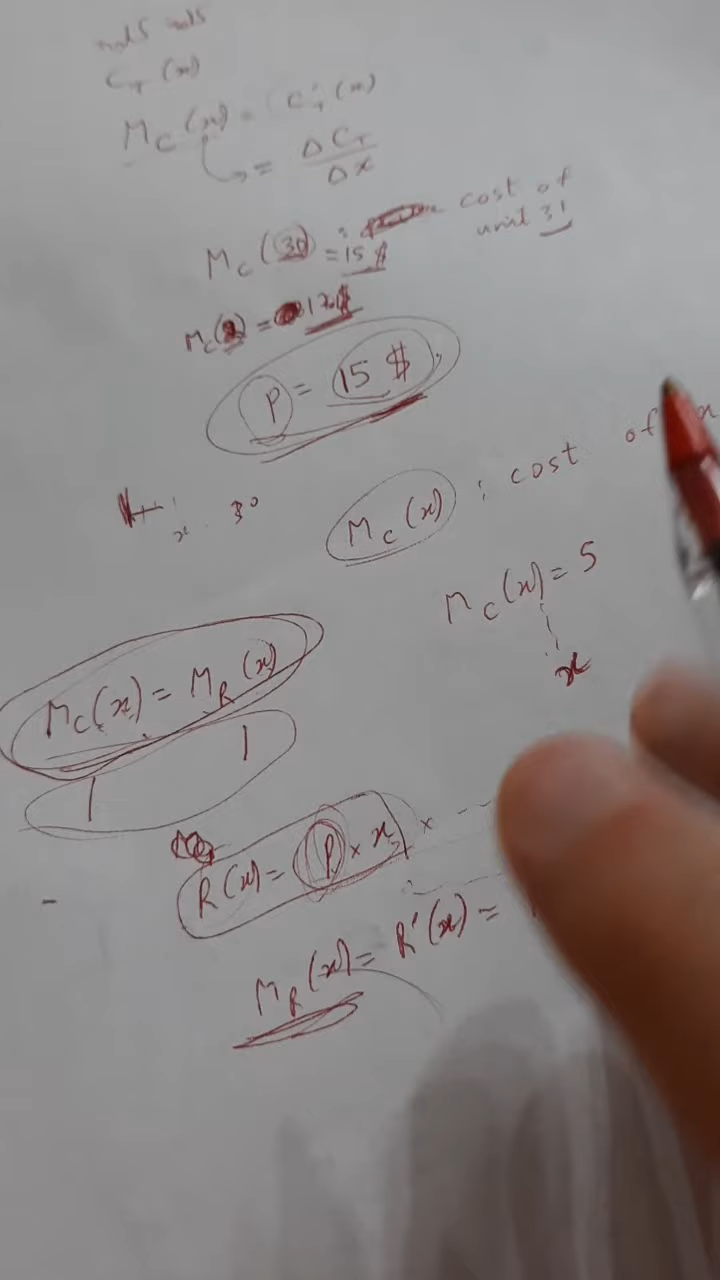 C_T (x)
M_C (x) = C'_T (x)
= ΔC_T / Δx
M_C (30) : cost of
= 15 $ unit 31
M_C( ) = 12$
P = 15 $
x 30
M_C (x) : cost of x
M_C (x) = 5
x
M_C (x) = M_R (x)
R(x) = P × x ×
M_R (x) = R'(x) =